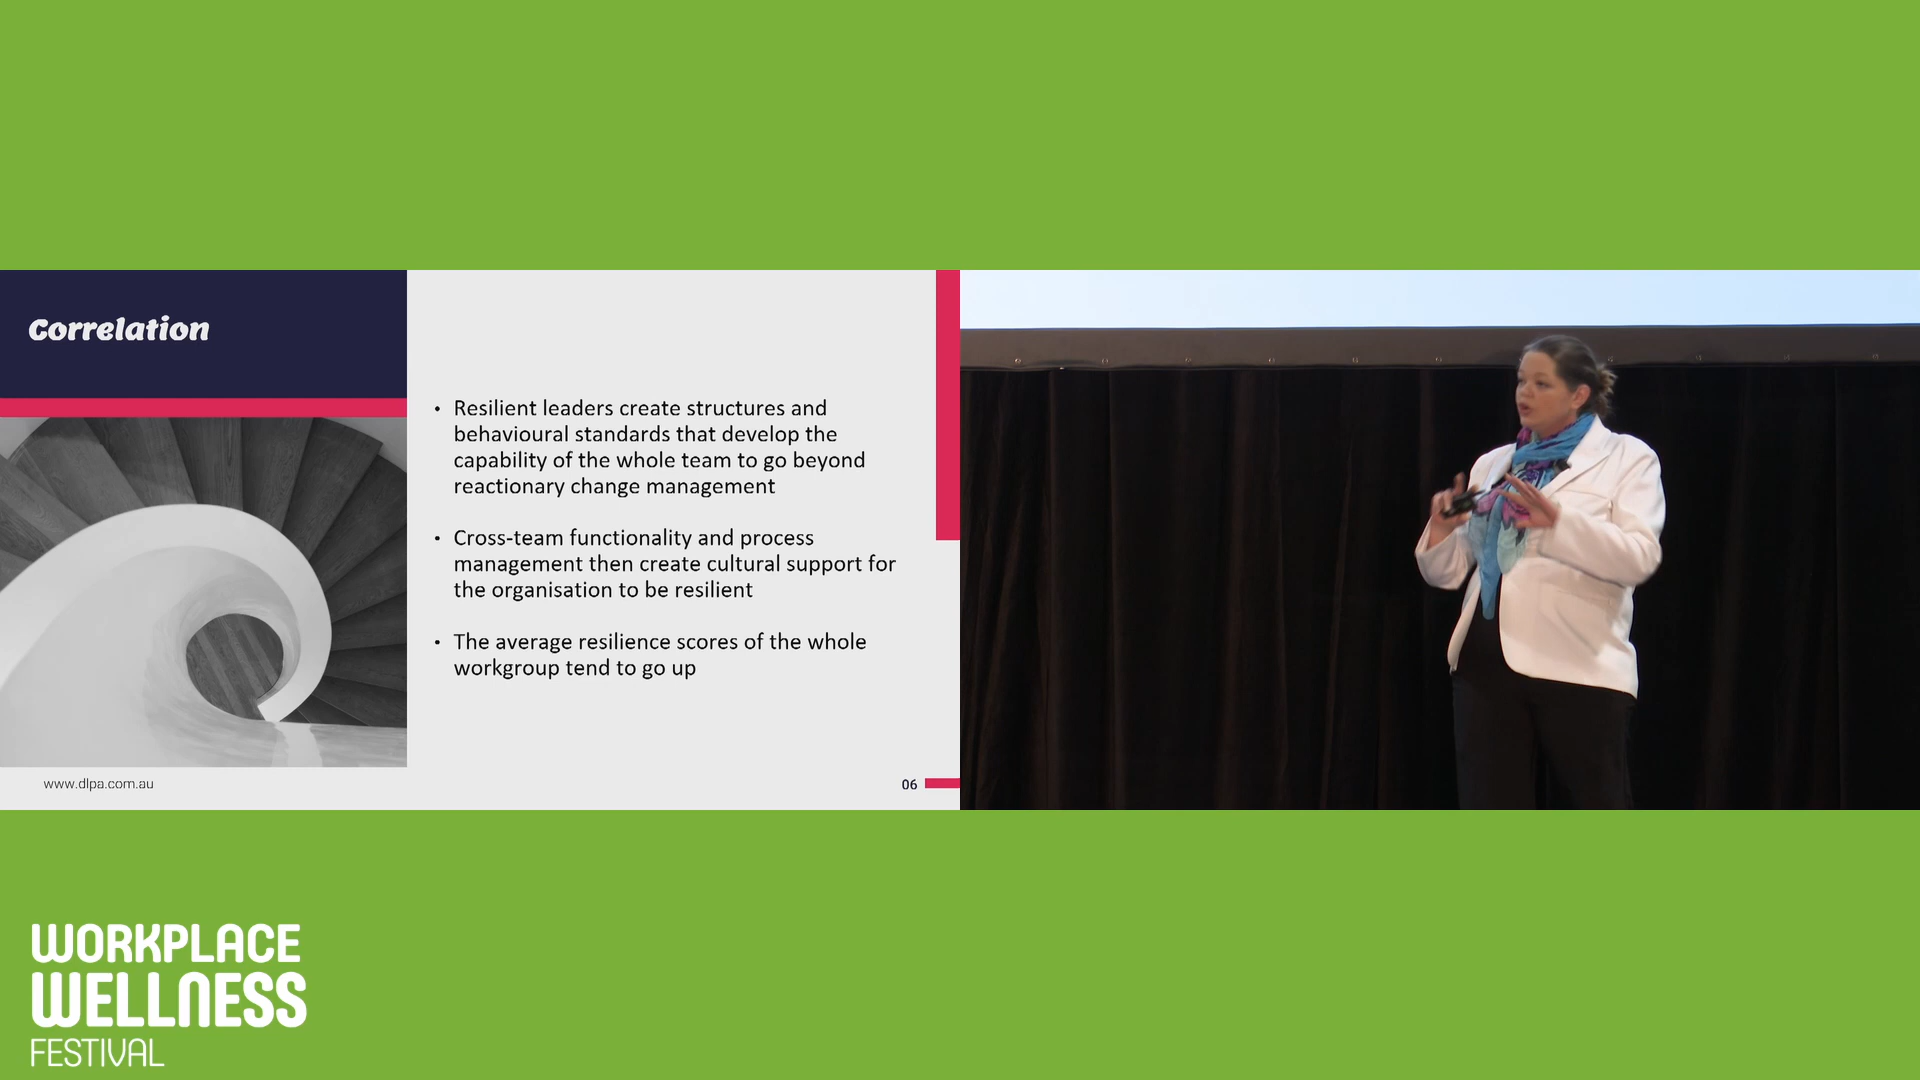 Correlation
• Resilient leaders create structures and
behavioural standards that develop the
capability of the whole team to go beyond
reactionary change management
• Cross-team functionality and process
management then create cultural support for
the organisation to be resilient
• The average resilience scores of the whole
workgroup tend to go up
www.dlpa.com.au
06
WORKPLACE
WELLNESS
FESTIVAL